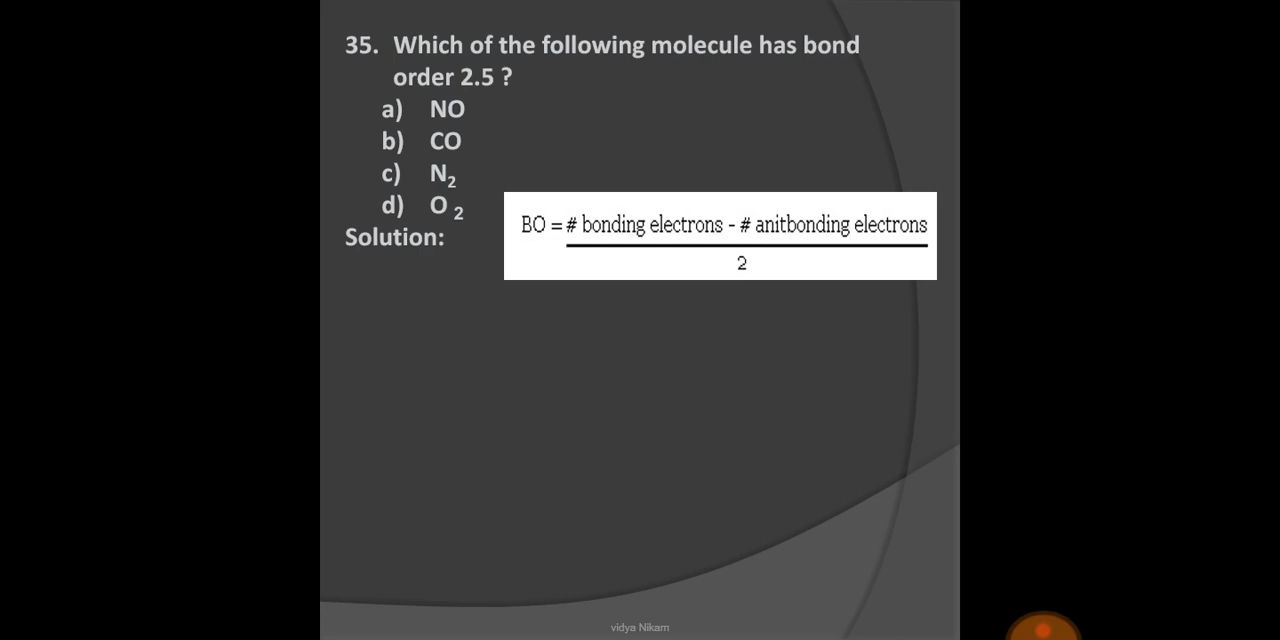 35. Which of the following molecule has bond
order 2.5 ?
a) NO
b) CO
c) N2
d) O 2
Solution:
BO = # bonding electrons - # anitbonding electrons
2
vidya Nikam